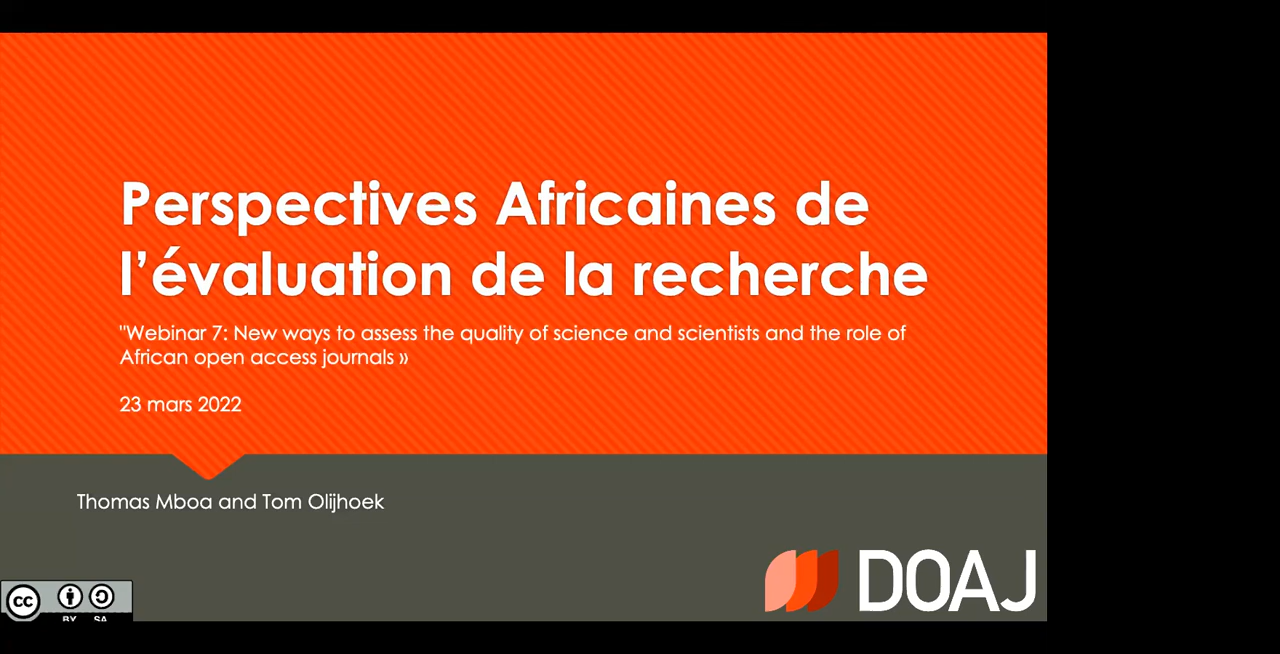 Perspectives Africaines de
l’évaluation de la recherche
"Webinar 7: New ways to assess the quality of science and scientists and the role of
African open access journals »
23 mars 2022
Thomas Mboa and Tom Olijhoek
DOAJ
cc
BY SA